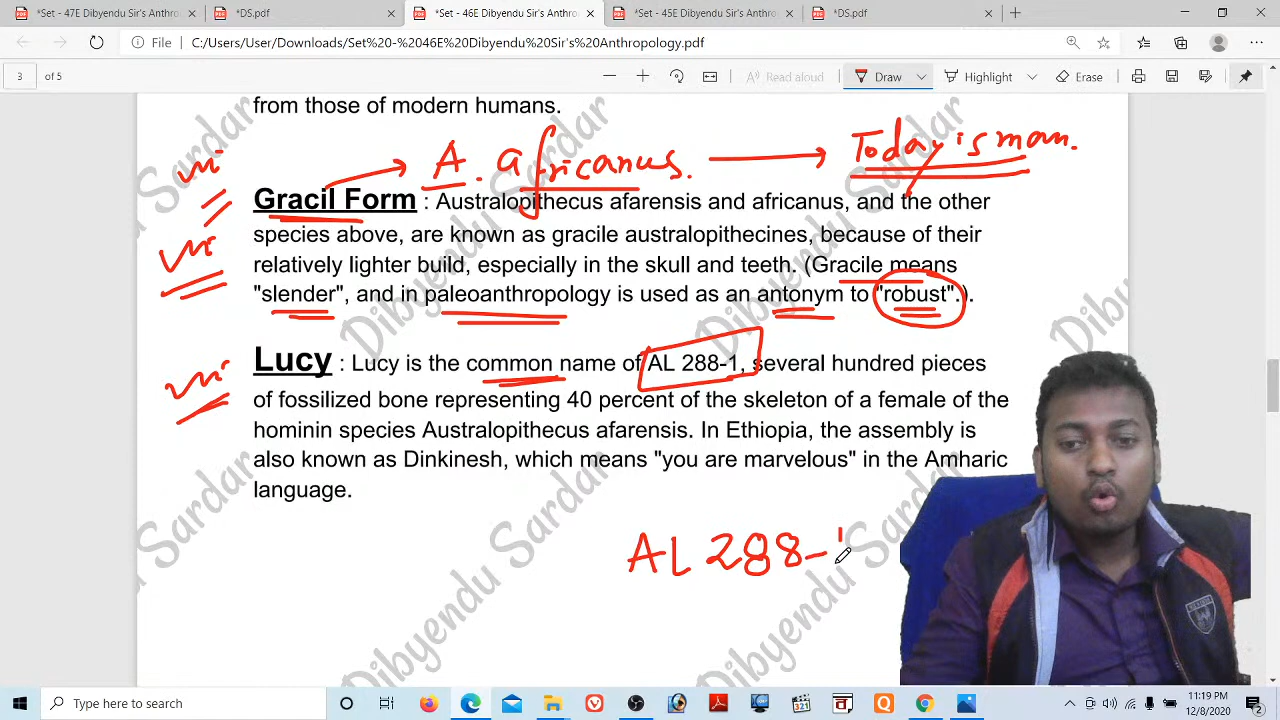 *Set - 46E Dibyendu Sir's Anthrop
*DS.pdf
*Set - 46E Dibyendu Sir's Anthrop
*Set - 45E Dibyendu Sir's Anthrop
*DS.pdf
File C:/Users/User/Downloads/Set%20-%2046E%20Dibyendu%20Sir's%20Anthropology.pdf
3 of 5
Read aloud
Draw
Highlight
Erase
from those of modern humans.
A. africanus.
Today is man.
Gracil Form : Australopithecus afarensis and africanus, and the other
species above, are known as gracile australopithecines, because of their
relatively lighter build, especially in the skull and teeth. (Gracile means
"slender", and in paleoanthropology is used as an antonym to "robust".).
Lucy : Lucy is the common name of AL 288-1, several hundred pieces
of fossilized bone representing 40 percent of the skeleton of a female of the
hominin species Australopithecus afarensis. In Ethiopia, the assembly is
also known as Dinkinesh, which means "you are marvelous" in the Amharic
language.
AL 288-1
Dibyendu Sardar
Type here to search
11:19 PM
12/8/2020